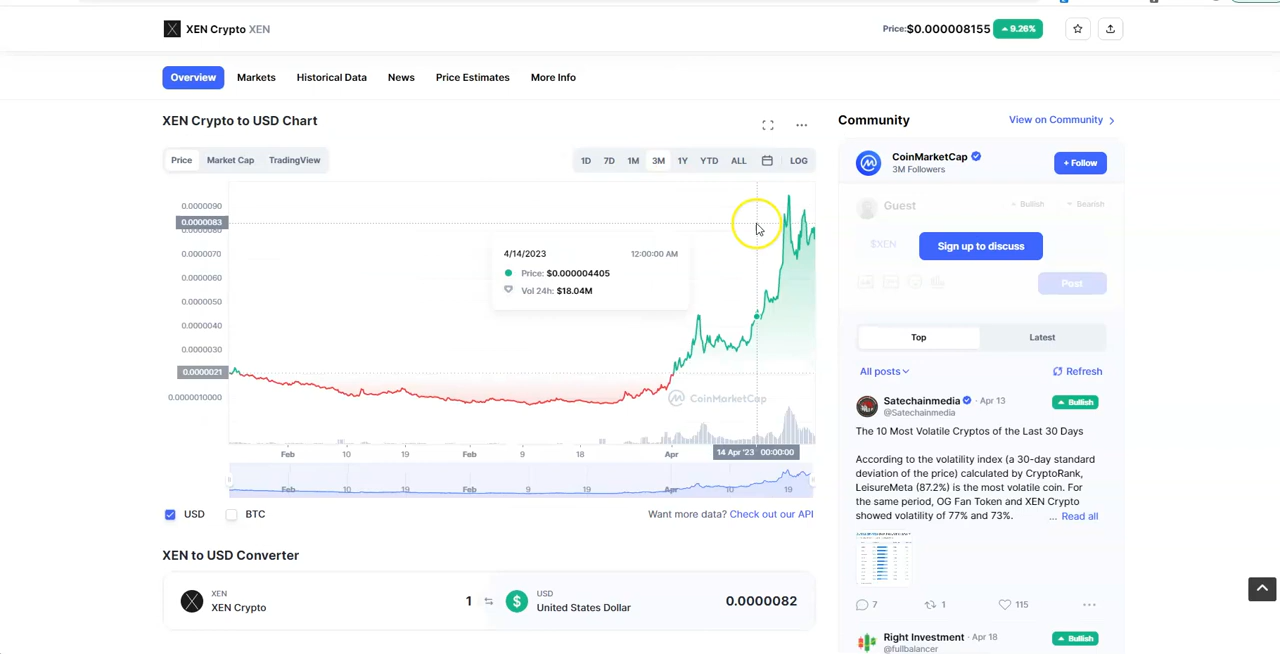 XEN Crypto XEN
Price:$0.000008155 9.26%
Overview Markets Historical Data News Price Estimates More Info
XEN Crypto to USD Chart
Price Market Cap TradingView
1D 7D 1M 3M 1Y YTD ALL LOG
0.0000090
0.0000083
0.0000080
0.0000070
0.0000060
0.0000050
0.0000040
0.0000030
0.0000021
0.0000010000
4/14/2023 12:00:00 AM
Price: $0.000004405
Vol 24h: $18.04M
CoinMarketCap
Feb 10 19 Feb 9 18 Apr 14 Apr '23 00:00:00
Feb 10 19 Feb 9 19 Apr 10 19
USD BTC
Want more data? Check out our API
XEN to USD Converter
XEN
XEN Crypto
1
USD
United States Dollar
0.0000082
Community
View on Community
CoinMarketCap
3M Followers
+ Follow
Guest
Bullish Bearish
$XEN
Sign up to discuss
Post
Top Latest
All posts Refresh
Satechainmedia · Apr 13
@Satechainmedia
Bullish
The 10 Most Volatile Cryptos of the Last 30 Days
According to the volatility index (a 30-day standard
deviation of the price) calculated by CryptoRank,
LeisureMeta (87.2%) is the most volatile coin. For
the same period, OG Fan Token and XEN Crypto
showed volatility of 77% and 73%. ... Read all
7 1 115
Right Investment · Apr 18
@fullbalancer
Bullish